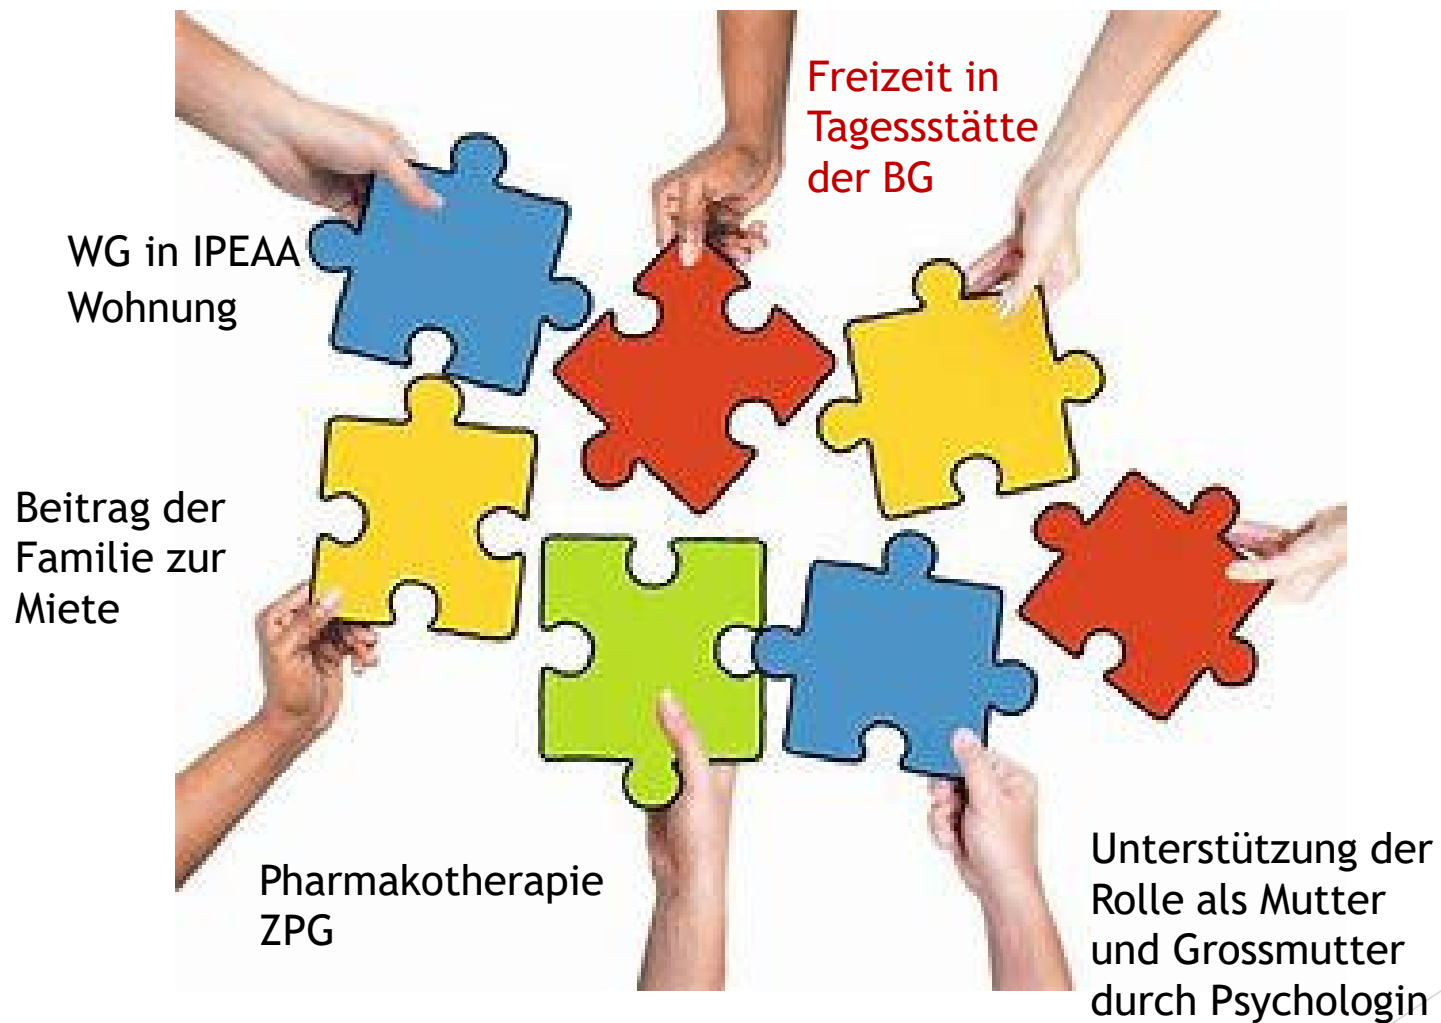 Freizeit in
Tagessstätte
der BG
WG in IPEAA
Wohnung
Beitrag der
Familie zur
Miete
Pharmakotherapie
ZPG
Unterstützung der
Rolle als Mutter
und Grossmutter
durch Psychologin